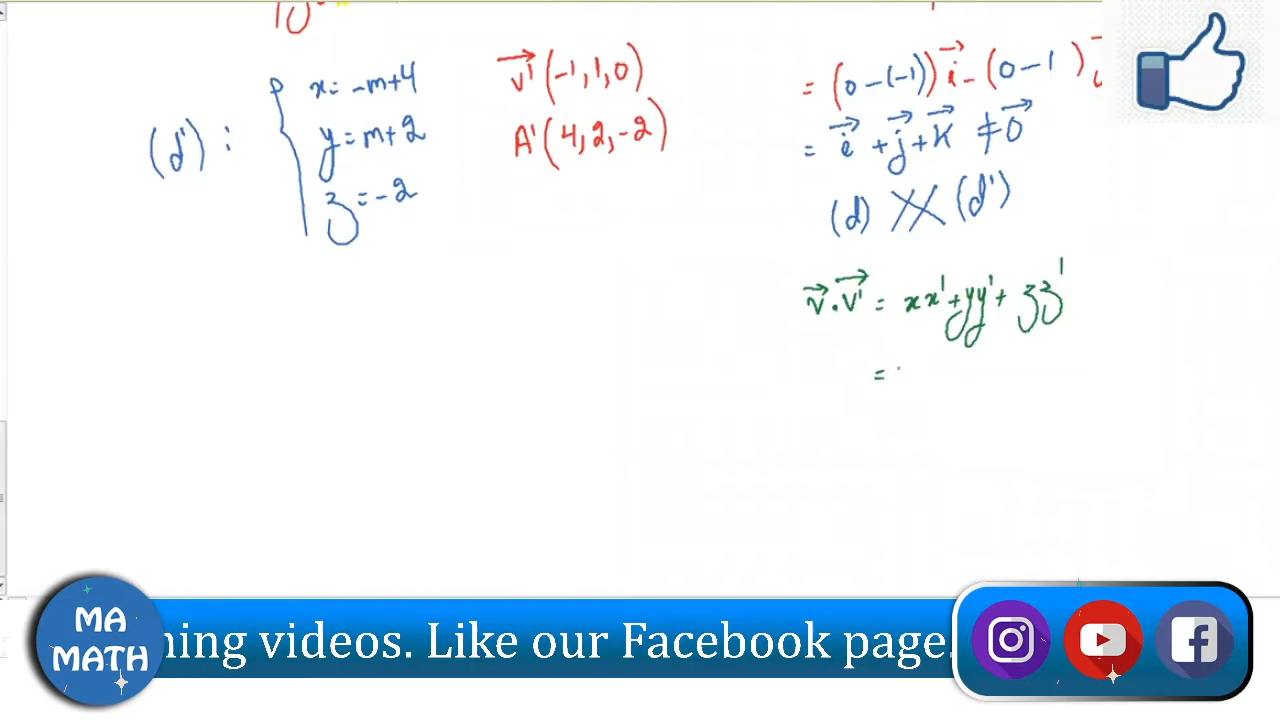 (d') :
x = -m+4
y = m+2
z = -2
v'(-1, 1, 0)
A'(4, 2, -2)
= (0-(-1)) i - (0-1)
= i + j + k ≠ 0
(d) (d')
v . v' = xx' + yy' + zz'
=
MA
MATH
ning videos. Like our Facebook page.